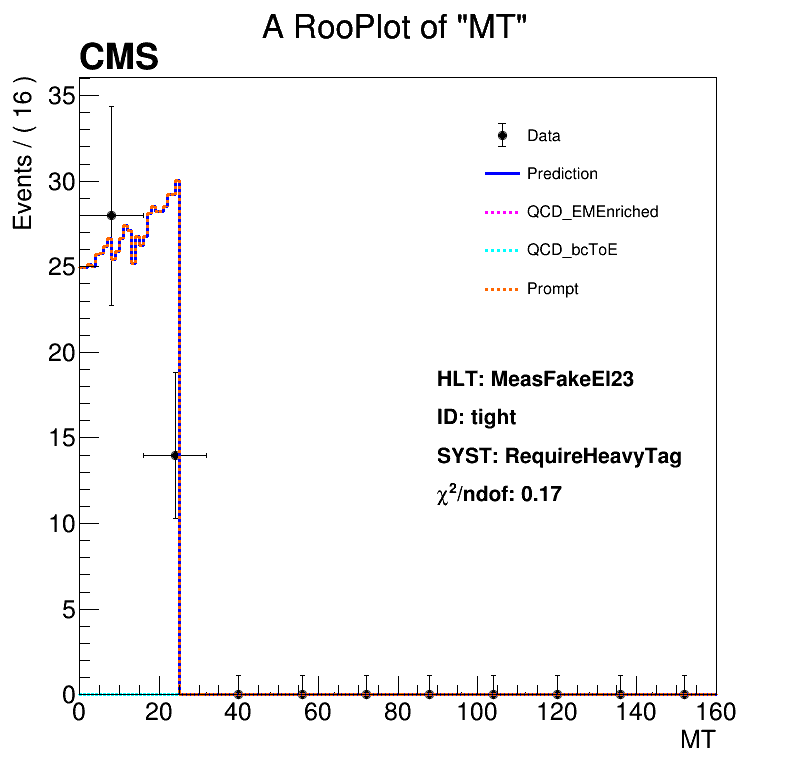 A RooPlot of "MT"
CMS
Events / ( 16 )
35
30
25
20
15
10
5
0
Data
Prediction
QCD_EMEnriched
QCD_bcToE
Prompt
HLT: MeasFakeEl23
ID: tight
SYST: RequireHeavyTag
χ²/ndof: 0.17
0 20 40 60 80 100 120 140 160
MT